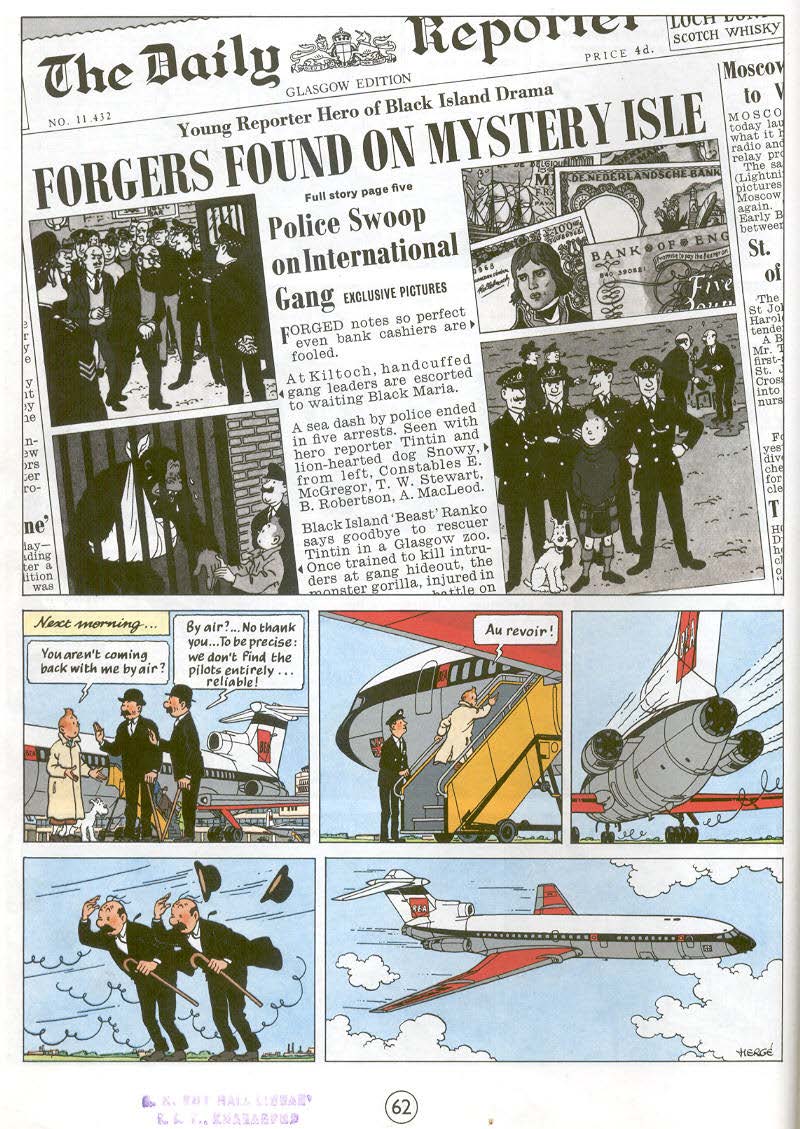 The Daily Reporter
LOCH LOM
SCOTCH WHISKY
GLASGOW EDITION
PRICE 4d.
NO. 11.432
Young Reporter Hero of Black Island Drama
FORGERS FOUND ON MYSTERY ISLE
Full story page five
Police Swoop
on International
Gang EXCLUSIVE PICTURES
FORGED notes so perfect
even bank cashiers are
fooled.
At Kiltoch, handcuffed
gang leaders are escorted
to waiting Black Maria.
A sea dash by police ended
in five arrests. Seen with
hero reporter Tintin and
lion-hearted dog Snowy,
from left, Constables E.
McGregor, T. W. Stewart,
B. Robertson, A. MacLeod.
Black Island 'Beast' Ranko
says goodbye to rescuer
Tintin in a Glasgow zoo.
Once trained to kill intru-
ders at gang hideout, the
monster gorilla, injured in
battle on
DE NEDERLANDSCHE BANK
BANK OF ENG
Five
Moscow
to
MOSCO
today lau
what it h
radio and
relay pro
The sa
(Lightni
pictures
Moscow,
again.
Early B
between
St.
of
The
St Jo
Harol
tende
A B
Mr. T
first-
St. J
Cross
into
nurs
Next morning...
You aren't coming
back with me by air?
By air?...No thank
you...To be precise:
we don't find the
pilots entirely ...
reliable!
BEA
Au revoir!
BEA
BEA
HERGÉ
62